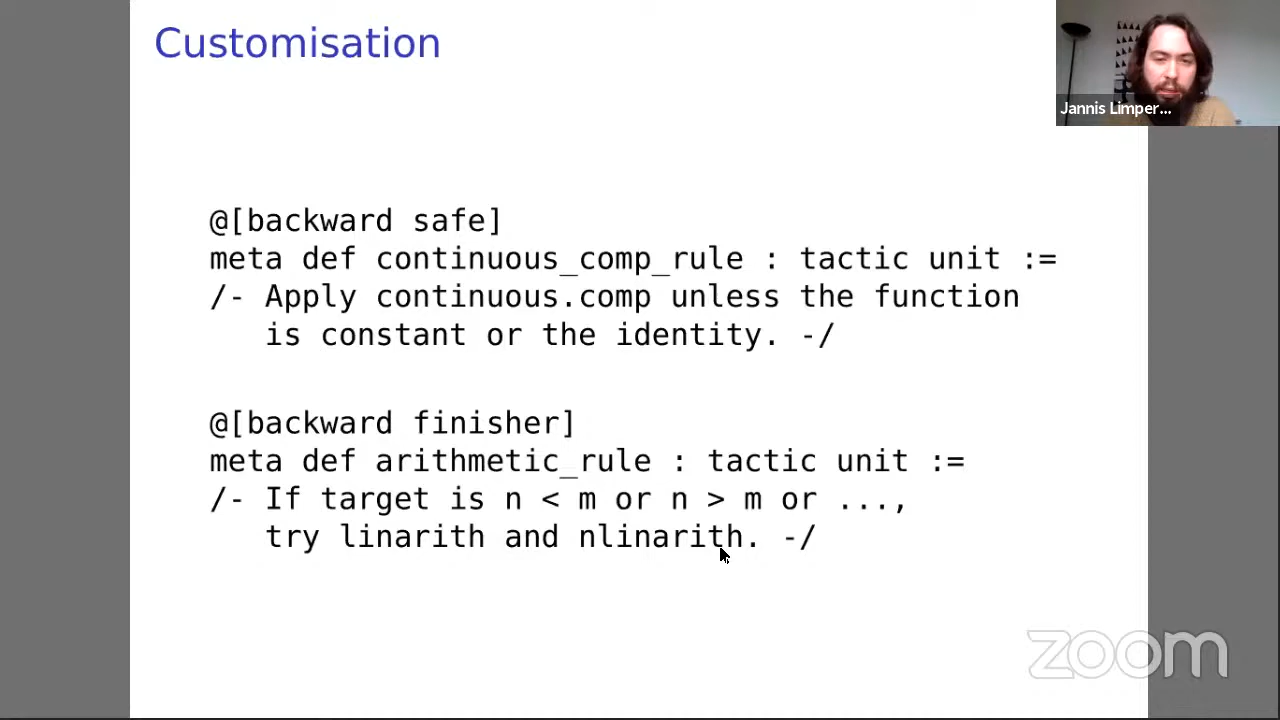 Customisation
Jannis Limper...
@[backward safe]
meta def continuous_comp_rule : tactic unit :=
/- Apply continuous.comp unless the function
is constant or the identity. -/
@[backward finisher]
meta def arithmetic_rule : tactic unit :=
/- If target is n < m or n > m or ...,
try linarith and nlinarith. -/
zoom